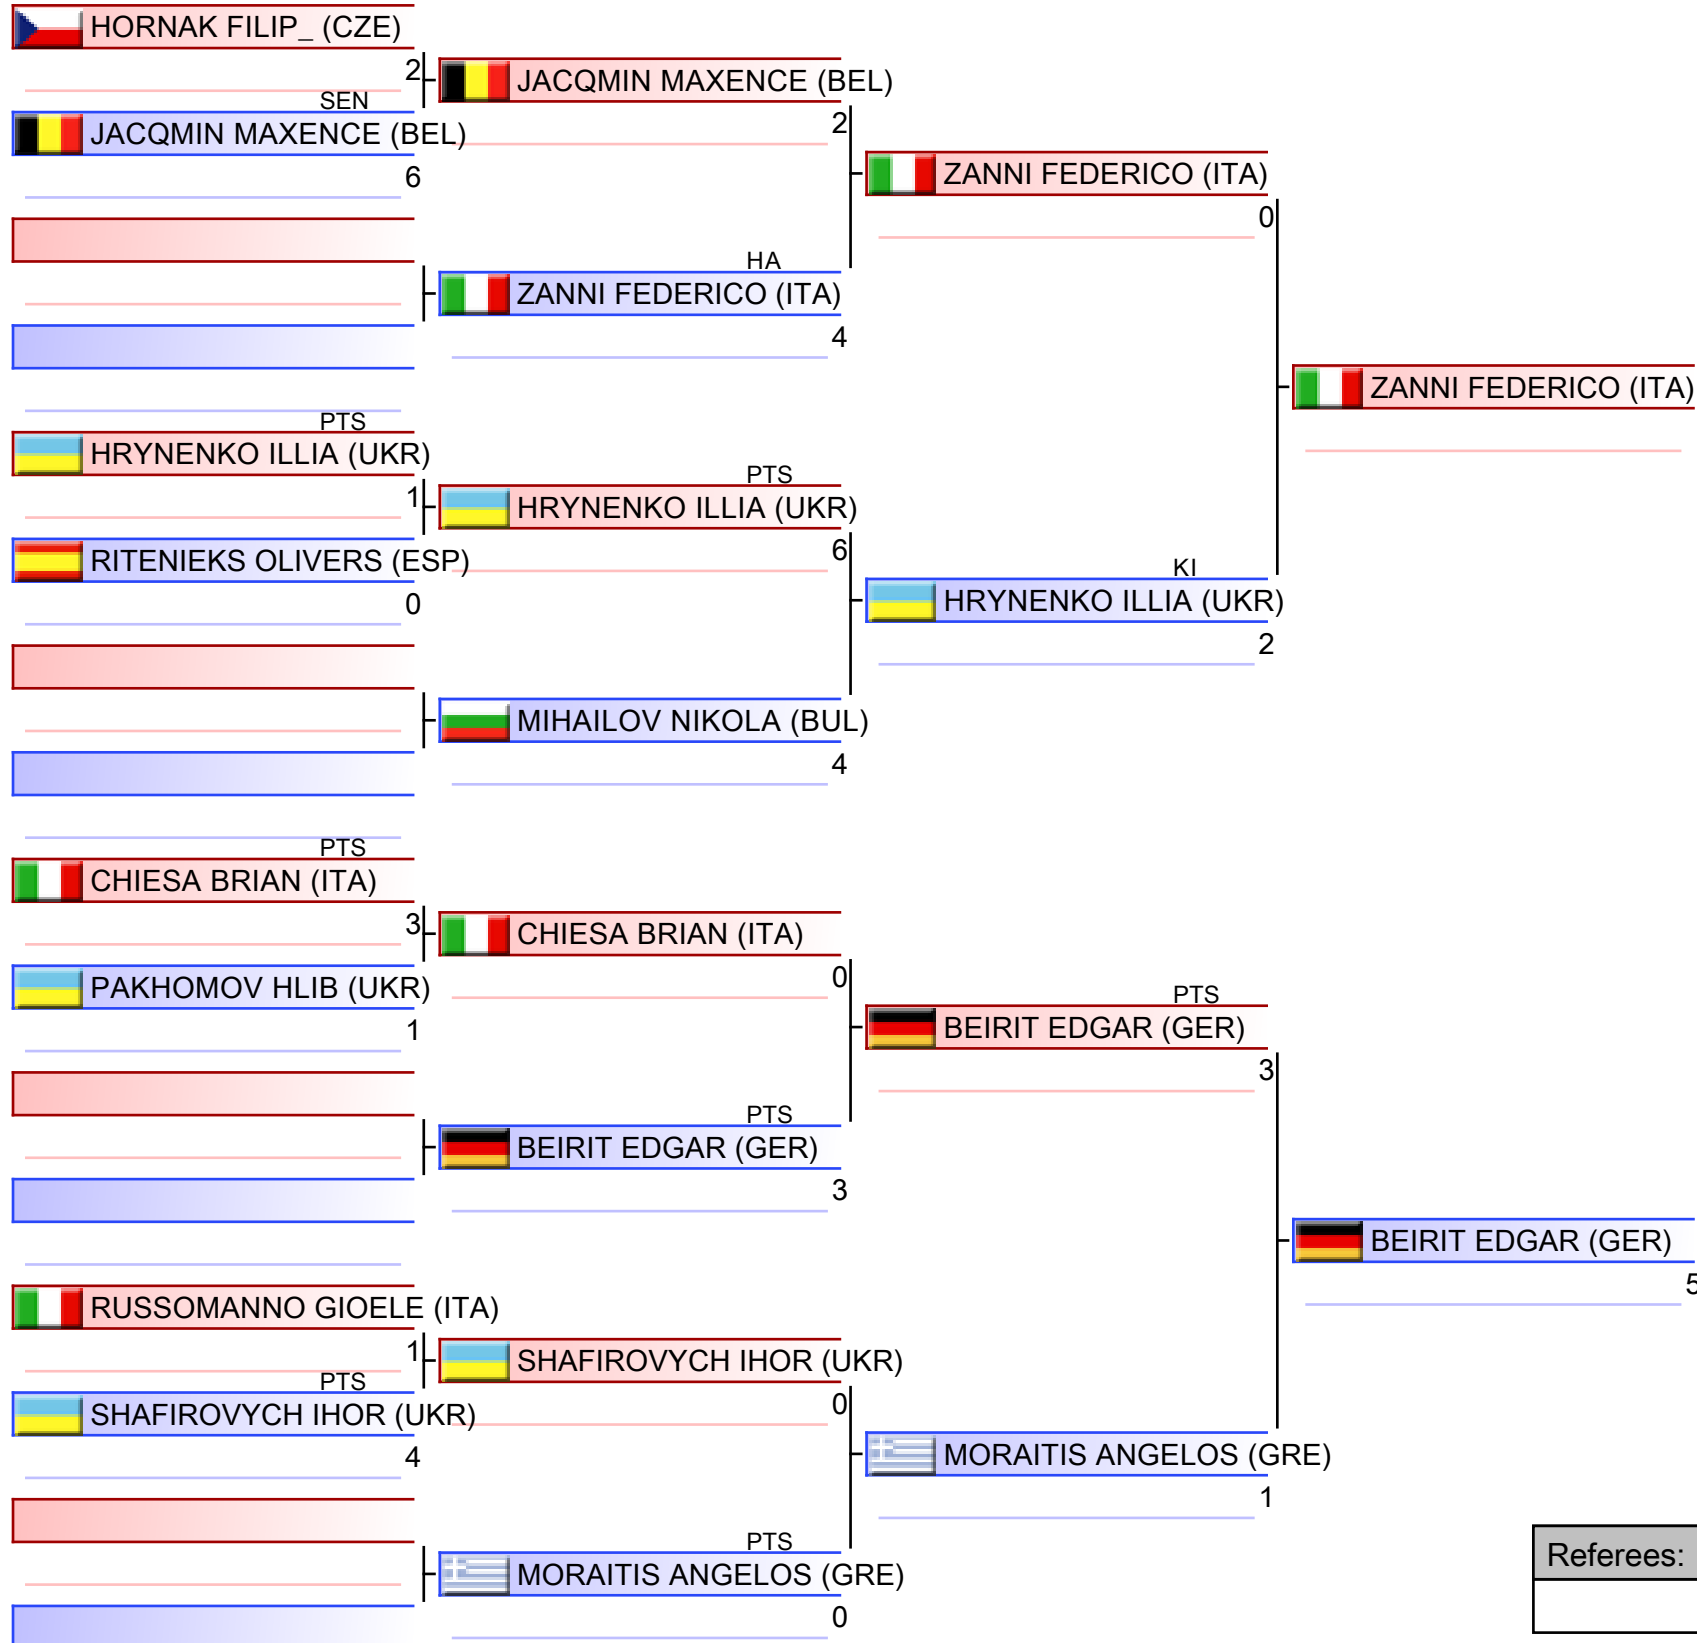 HORNAK FILIP_ (CZE)
2
JACQMIN MAXENCE (BEL)
SEN
JACQMIN MAXENCE (BEL)
2
6
ZANNI FEDERICO (ITA)
0
HA
ZANNI FEDERICO (ITA)
4
ZANNI FEDERICO (ITA)
PTS
HRYNENKO ILLIA (UKR)
1
PTS
HRYNENKO ILLIA (UKR)
6
RITENIEKS OLIVERS (ESP)
0
KI
HRYNENKO ILLIA (UKR)
2
MIHAILOV NIKOLA (BUL)
4
PTS
CHIESA BRIAN (ITA)
3
CHIESA BRIAN (ITA)
0
PAKHOMOV HLIB (UKR)
1
PTS
BEIRIT EDGAR (GER)
3
PTS
BEIRIT EDGAR (GER)
3
BEIRIT EDGAR (GER)
5
RUSSOMANNO GIOELE (ITA)
1
SHAFIROVYCH IHOR (UKR)
0
PTS
SHAFIROVYCH IHOR (UKR)
4
MORAITIS ANGELOS (GRE)
1
PTS
MORAITIS ANGELOS (GRE)
0
Referees: